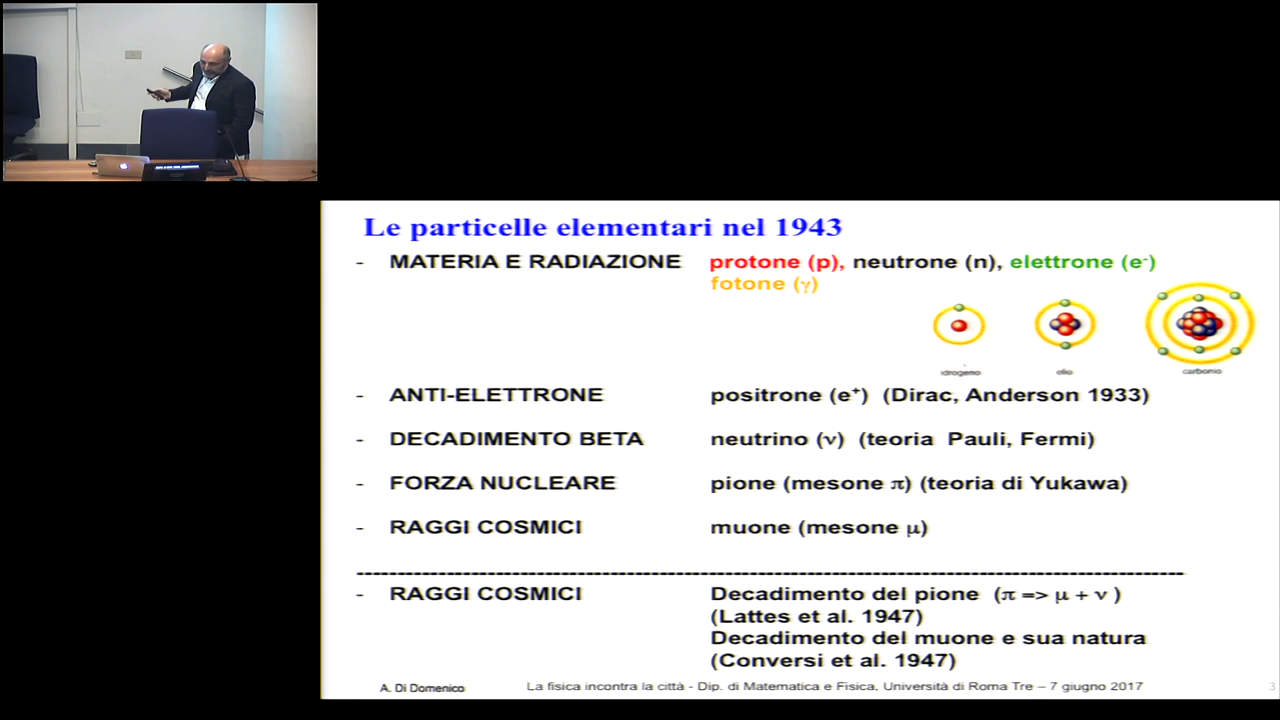 Le particelle elementari nel 1943
- MATERIA E RADIAZIONE protone (p), neutrone (n), elettrone (e-)
fotone (γ)
idrogeno elio carbonio
- ANTI-ELETTRONE positrone (e+) (Dirac, Anderson 1933)
- DECADIMENTO BETA neutrino (ν) (teoria Pauli, Fermi)
- FORZA NUCLEARE pione (mesone π) (teoria di Yukawa)
- RAGGI COSMICI muone (mesone μ)
- RAGGI COSMICI Decadimento del pione (π => μ + ν )
(Lattes et al. 1947)
Decadimento del muone e sua natura
(Conversi et al. 1947)
A. Di Domenico La fisica incontra la città - Dip. di Matematica e Fisica, Università di Roma Tre – 7 giugno 2017 3